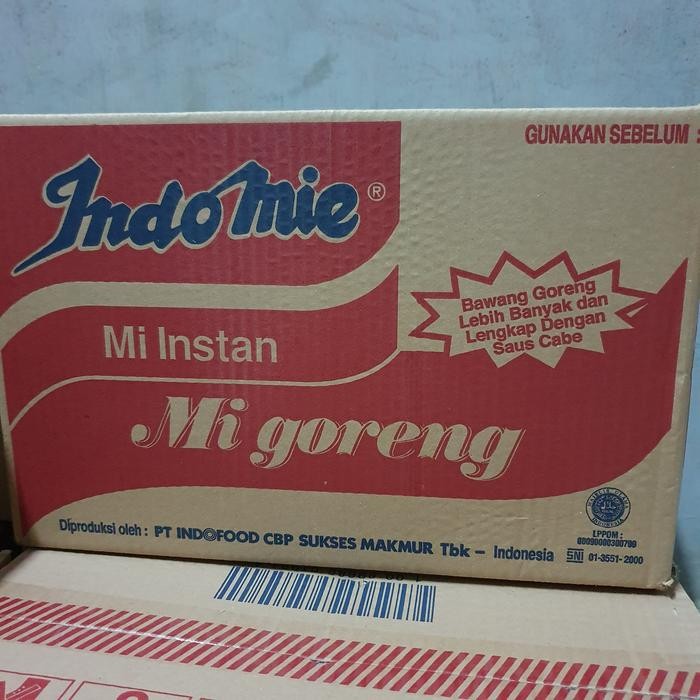 GUNAKAN SEBELUM :
Indomie ®
Bawang Goreng
Lebih Banyak dan
Lengkap Dengan
Saus Cabe
Mi Instan
Mi goreng
Diproduksi oleh : PT INDOFOOD CBP SUKSES MAKMUR Tbk – Indonesia
LPPOM :
00090000300799
SNI 01-3551-2000